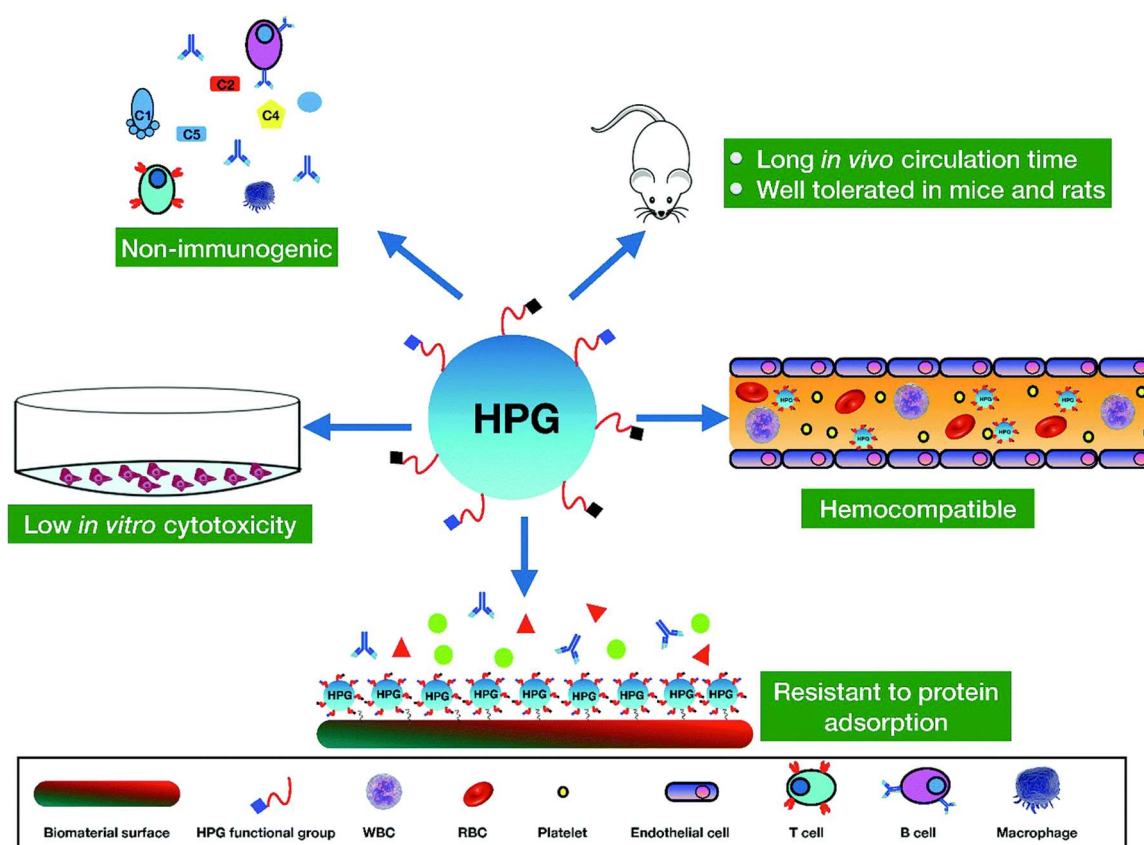 C2
C1
C4
C5
Non-immunogenic
Long in vivo circulation time
Well tolerated in mice and rats
HPG
HPG
HPG
HPG
HPG
HPG
Low in vitro cytotoxicity
Hemocompatible
HPG
HPG
HPG
HPG
HPG
HPG
HPG
HPG
HPG
Resistant to protein
adsorption
Biomaterial surface
HPG functional group
WBC
RBC
Platelet
Endothelial cell
T cell
B cell
Macrophage